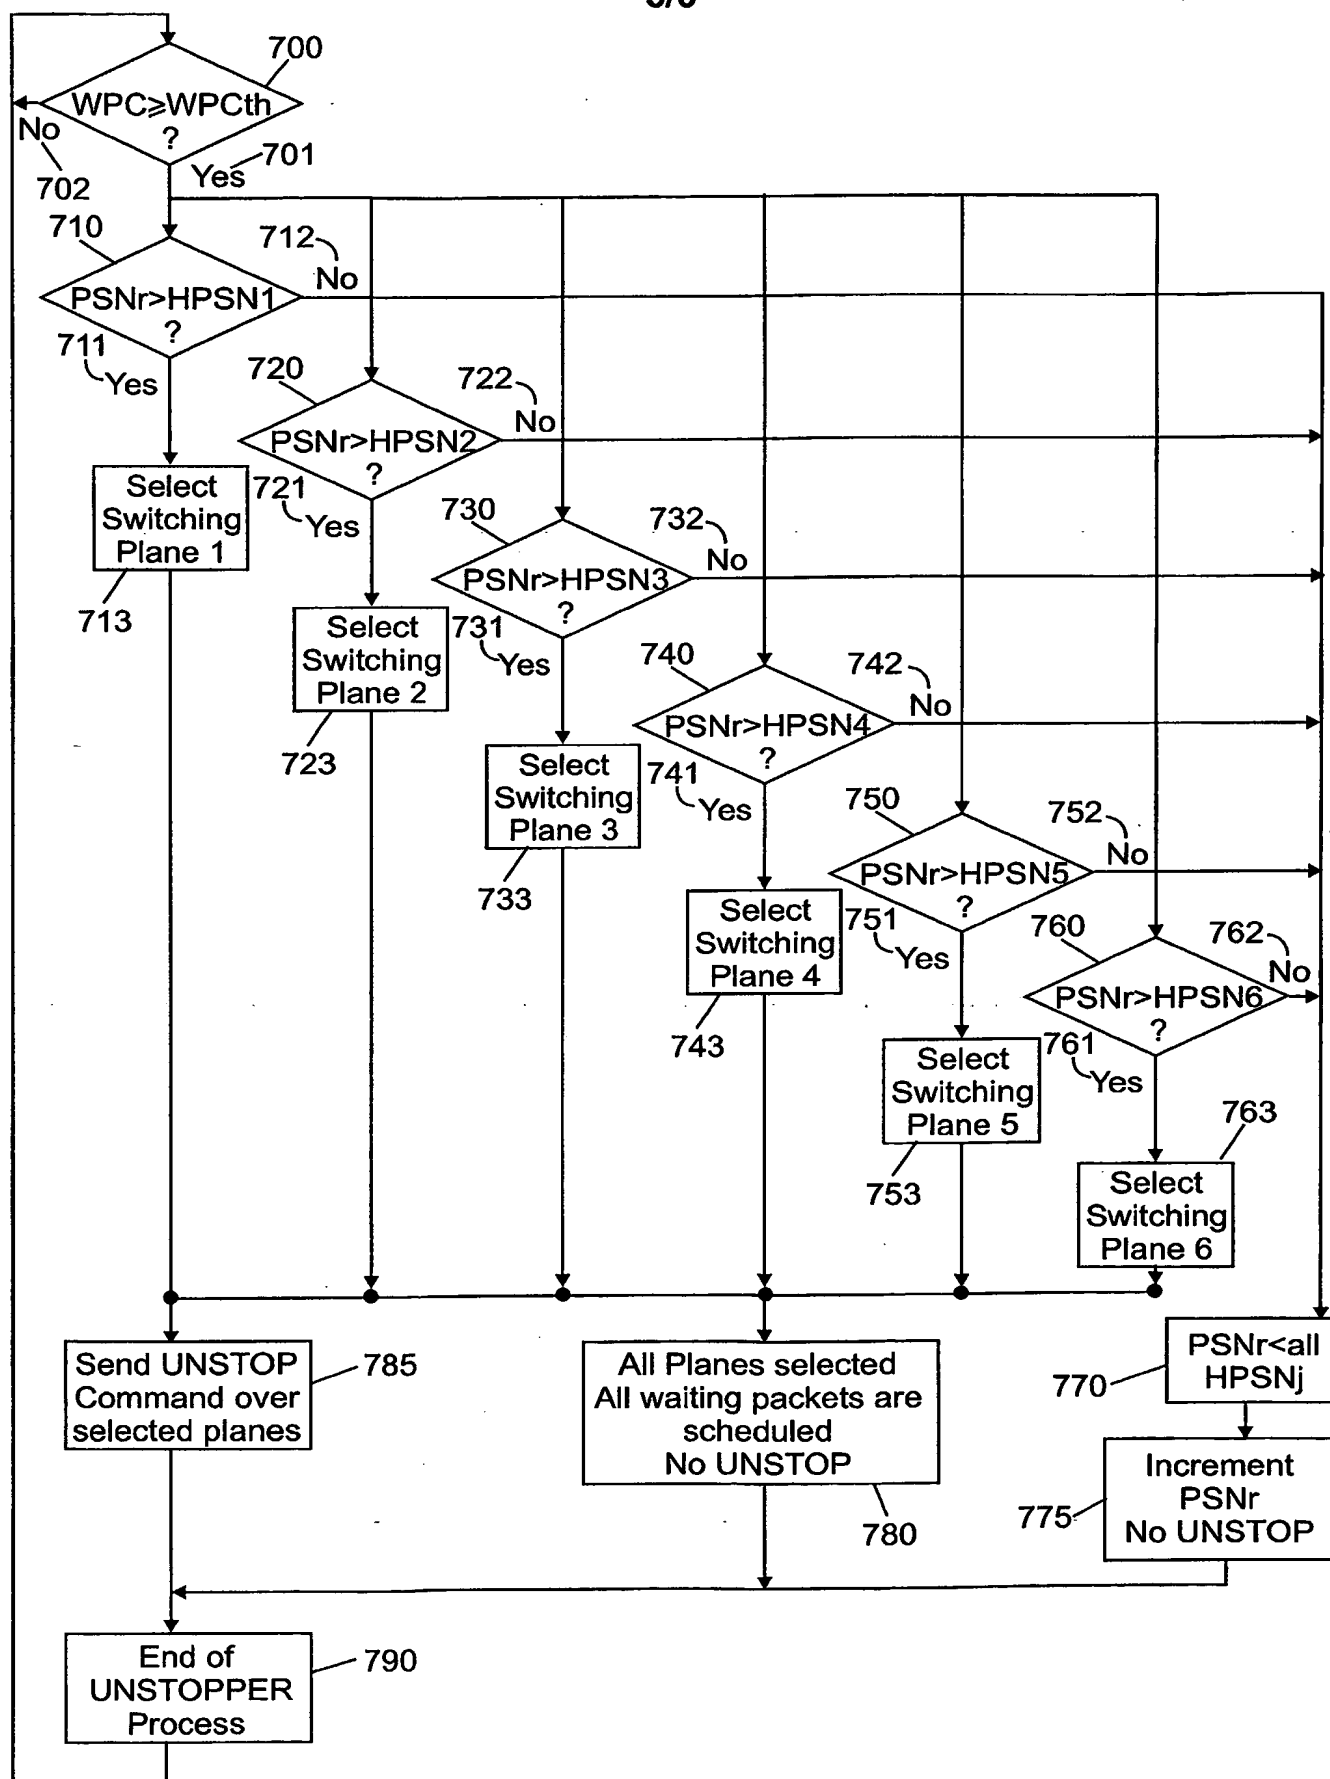 700
WPC⩾WPCth
?
No
702
Yes
701
710
712
No
PSNr>HPSN1
?
711
Yes
720
722
No
Select
Switching
Plane 1
713
PSNr>HPSN2
?
721
Yes
730
732
No
Select
Switching
Plane 2
723
PSNr>HPSN3
?
731
Yes
740
742
No
Select
Switching
Plane 3
733
PSNr>HPSN4
?
741
Yes
750
752
No
Select
Switching
Plane 4
743
PSNr>HPSN5
?
751
Yes
760
762
No
Select
Switching
Plane 5
753
PSNr>HPSN6
?
761
Yes
763
Select
Switching
Plane 6
Send UNSTOP
Command over
selected planes
785
All Planes selected
All waiting packets are
scheduled
No UNSTOP
780
PSNr<all
HPSNj
770
Increment
PSNr
No UNSTOP
775
End of
UNSTOPPER
Process
790